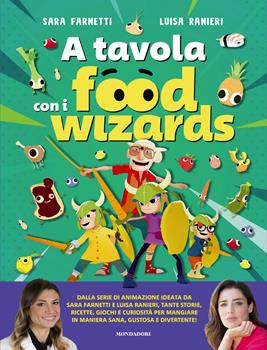 SARA FARNETTI LUISA RANIERI
A tavola
con i food
wizards
DALLA SERIE DI ANIMAZIONE IDEATA DA
SARA FARNETTI E LUISA RANIERI, TANTE STORIE,
RICETTE, GIOCHI E CURIOSITÀ PER MANGIARE
IN MANIERA SANA, GUSTOSA E DIVERTENTE!
MONDADORI